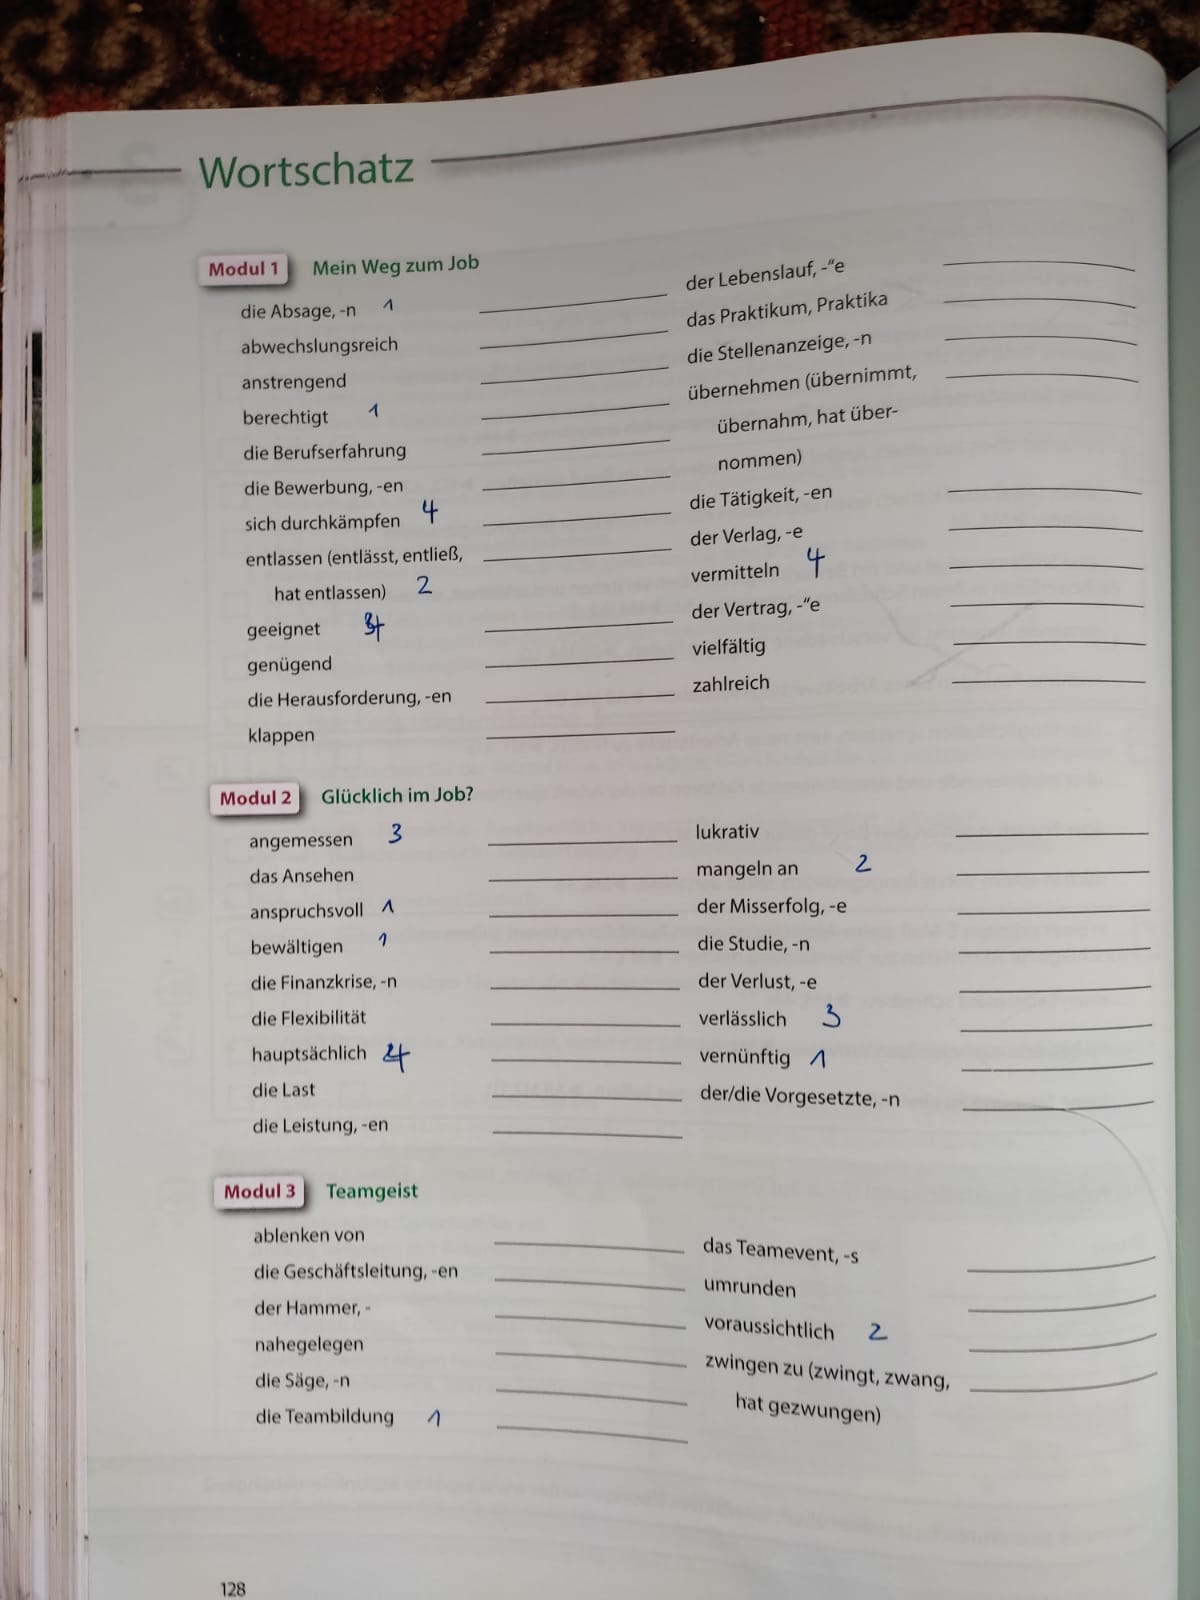 Wortschatz
Modul 1 Mein Weg zum Job
die Absage, -n 1
abwechslungsreich
anstrengend
berechtigt 1
die Berufserfahrung
die Bewerbung, -en
sich durchkämpfen 4
entlassen (entlässt, entließ,
hat entlassen) 2
geeignet
genügend
die Herausforderung, -en
klappen
der Lebenslauf, -“e
das Praktikum, Praktika
die Stellenanzeige, -n
übernehmen (übernimmt,
übernahm, hat über-
nommen)
die Tätigkeit, -en
der Verlag, -e
vermitteln 4
der Vertrag, -“e
vielfältig
zahlreich
Modul 2 Glücklich im Job?
angemessen 3
das Ansehen
anspruchsvoll 1
bewältigen 1
die Finanzkrise, -n
die Flexibilität
hauptsächlich 4
die Last
die Leistung, -en
lukrativ
mangeln an 2
der Misserfolg, -e
die Studie, -n
der Verlust, -e
verlässlich 3
vernünftig 1
der/die Vorgesetzte, -n
Modul 3 Teamgeist
ablenken von
die Geschäftsleitung, -en
der Hammer, -
nahegelegen
die Säge, -n
die Teambildung 1
das Teamevent, -s
umrunden
voraussichtlich 2
zwingen zu (zwingt, zwang,
hat gezwungen)
128